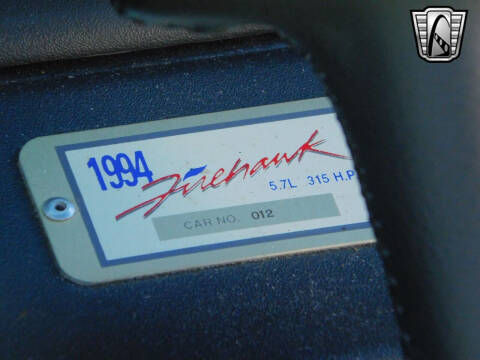 1994 Firehawk
5.7L 315 H.P
CAR NO. 012